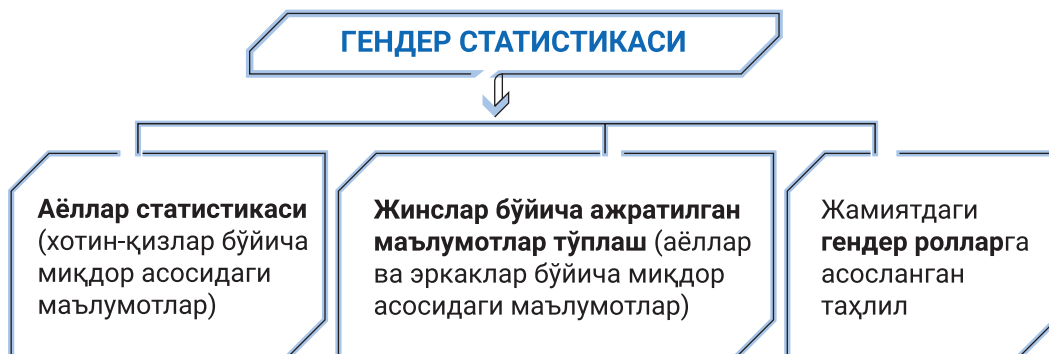 ГЕНДЕР СТАТИСТИКАСИ
Аёллар статистикаси
(хотин-қизлар бўйича
миқдор асосидаги
маълумотлар)
Жинслар бўйича ажратилган
маълумотлар тўплаш (аёллар
ва эркаклар бўйича миқдор
асосидаги маълумотлар)
Жамиятдаги
гендер ролларга
асосланган
таҳлил